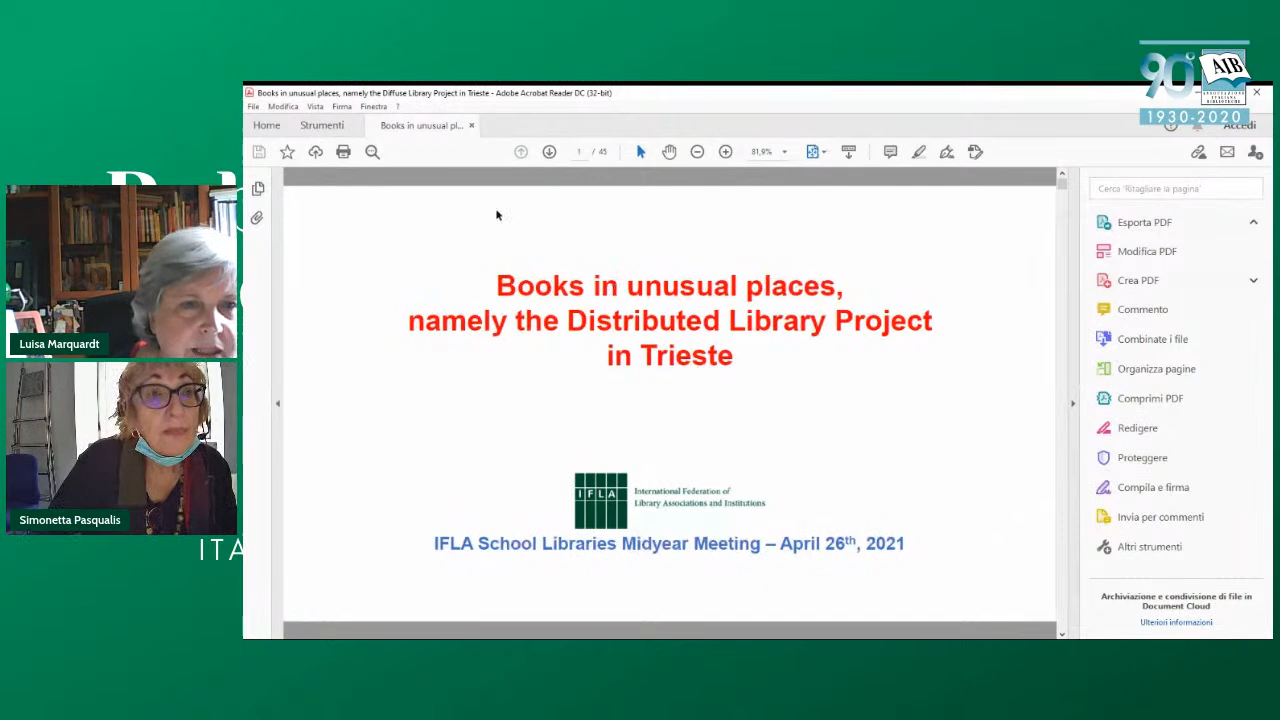 90°
AIB
ASSOCIAZIONE
ITALIANA
BIBLIOTECHE
1930-2020
Books in unusual places, namely the Diffuse Library Project in Trieste - Adobe Acrobat Reader DC (32-bit)
File Modifica Vista Firma Finestra ?
Home Strumenti Books in unusual pl... × Accedi
1 / 45 81,9%
Cerca 'Ritagliare la pagina'
Esporta PDF
Modifica PDF
Crea PDF
Commento
Combinate i file
Organizza pagine
Comprimi PDF
Redigere
Proteggere
Compila e firma
Invia per commenti
Altri strumenti
Archiviazione e condivisione di file in
Document Cloud
Ulteriori informazioni
Books in unusual places,
namely the Distributed Library Project
in Trieste
IFLA
International Federation of
Library Associations and Institutions
IFLA School Libraries Midyear Meeting – April 26th, 2021
Luisa Marquardt
Simonetta Pasqualis
ITA